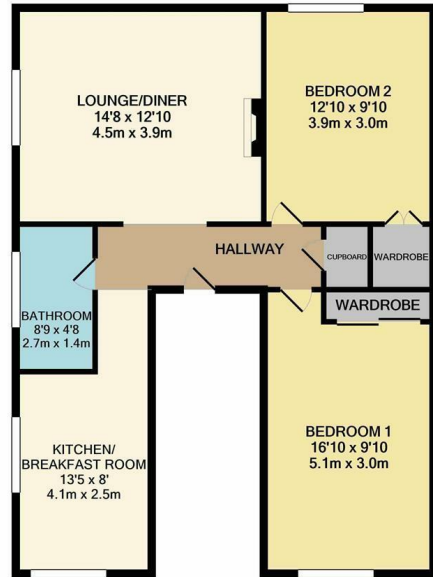 LOUNGE/DINER
14'8 x 12'10
4.5m x 3.9m
BEDROOM 2
12'10 x 9'10
3.9m x 3.0m
HALLWAY
CUPBOARD
WARDROBE
BATHROOM
8'9 x 4'8
2.7m x 1.4m
WARDROBE
KITCHEN/
BREAKFAST ROOM
13'5 x 8'
4.1m x 2.5m
BEDROOM 1
16'10 x 9'10
5.1m x 3.0m